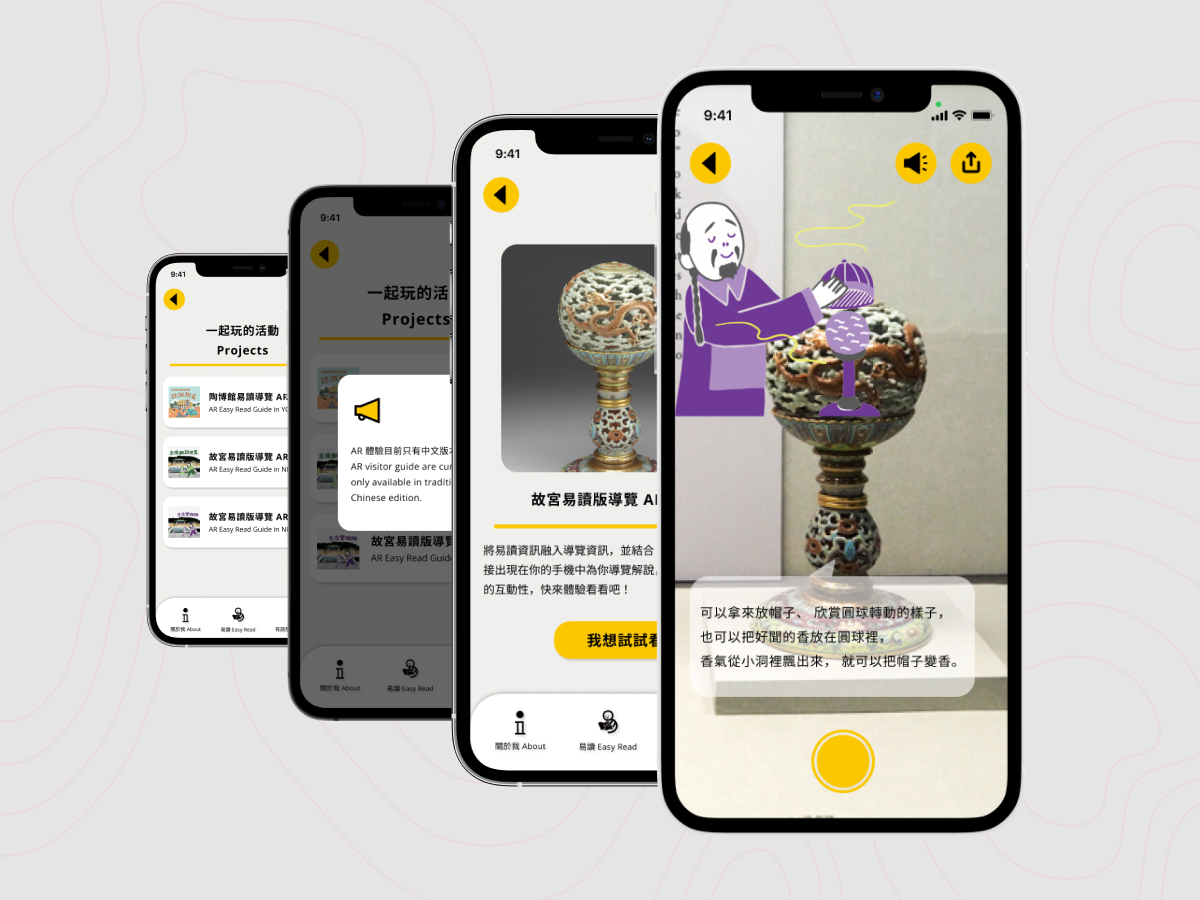 9:41
一起玩的活動
Projects
陶博館易讀導覽 AR
AR Easy Read Guide in
故宮易讀版導覽 AR
AR Easy Read Guide in
故宮易讀版導覽 AR
AR Easy Read Guide in
關於我 About
易讀 Easy Read
9:41
一起玩的活
Projects
AR 體驗目前只有中文版
AR visitor guide are
only available in
Chinese edition.
故宮易讀版導覽
AR Easy Read
關於我 About
易讀 Easy Read
9:41
故宮易讀版導覽
將易讀資訊融入導覽資訊，並結合
接出現在你的手機中為你導覽解說，
的互動性，快來體驗看看吧！
我想試試看
關於我 About
易讀 Easy Read
9:41
可以拿來放帽子、 欣賞圓球轉動的樣子，
也可以把好聞的香放在圓球裡，
香氣從小洞裡飄出來， 就可以把帽子變香。